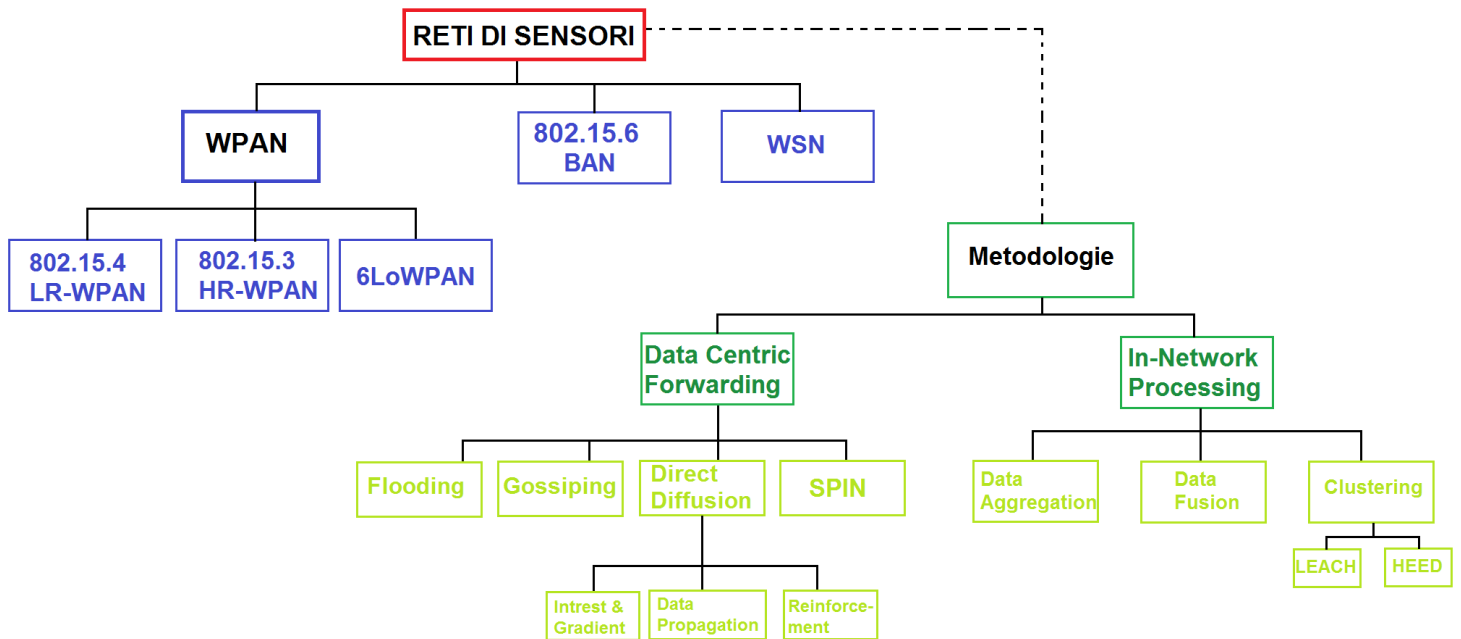 RETI DI SENSORI
WPAN
802.15.6
BAN
WSN
802.15.4
LR-WPAN
802.15.3
HR-WPAN
6LoWPAN
Metodologie
Data Centric
Forwarding
In-Network
Processing
Flooding
Gossiping
Direct
Diffusion
SPIN
Data
Aggregation
Data
Fusion
Clustering
LEACH
HEED
Intrest &
Gradient
Data
Propagation
Reinforce-
ment